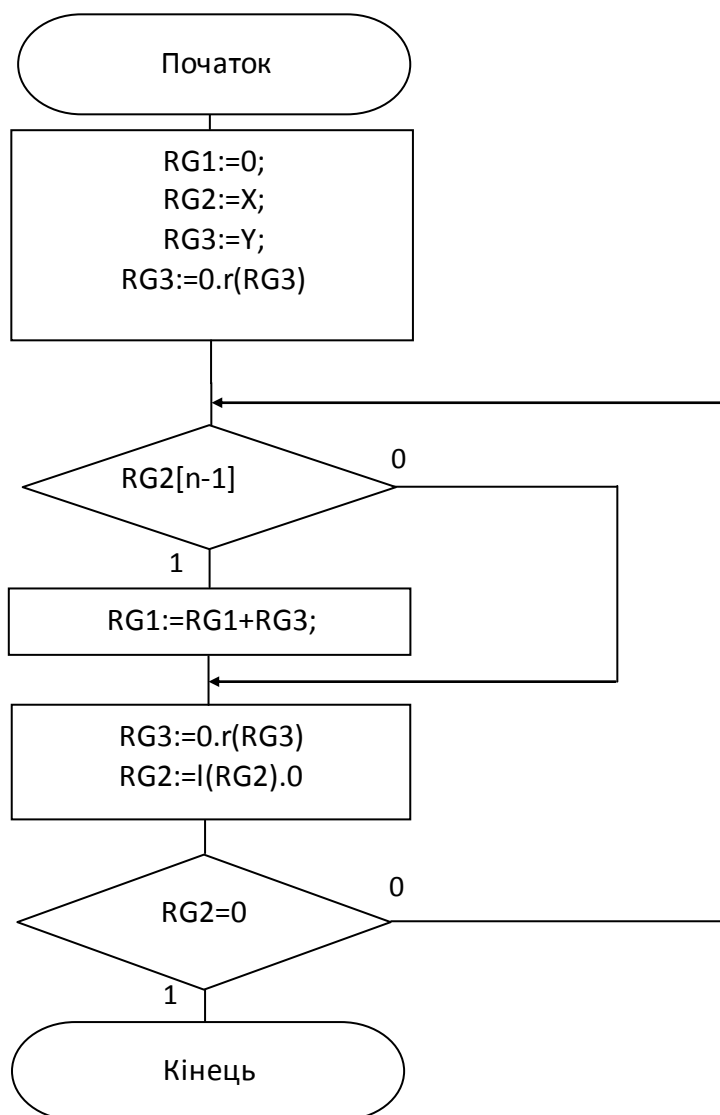 Початок
RG1:=0;
RG2:=X;
RG3:=Y;
RG3:=0.r(RG3)
RG2[n-1]
0
1
RG1:=RG1+RG3;
RG3:=0.r(RG3)
RG2:=l(RG2).0
RG2=0
0
1
Кінець